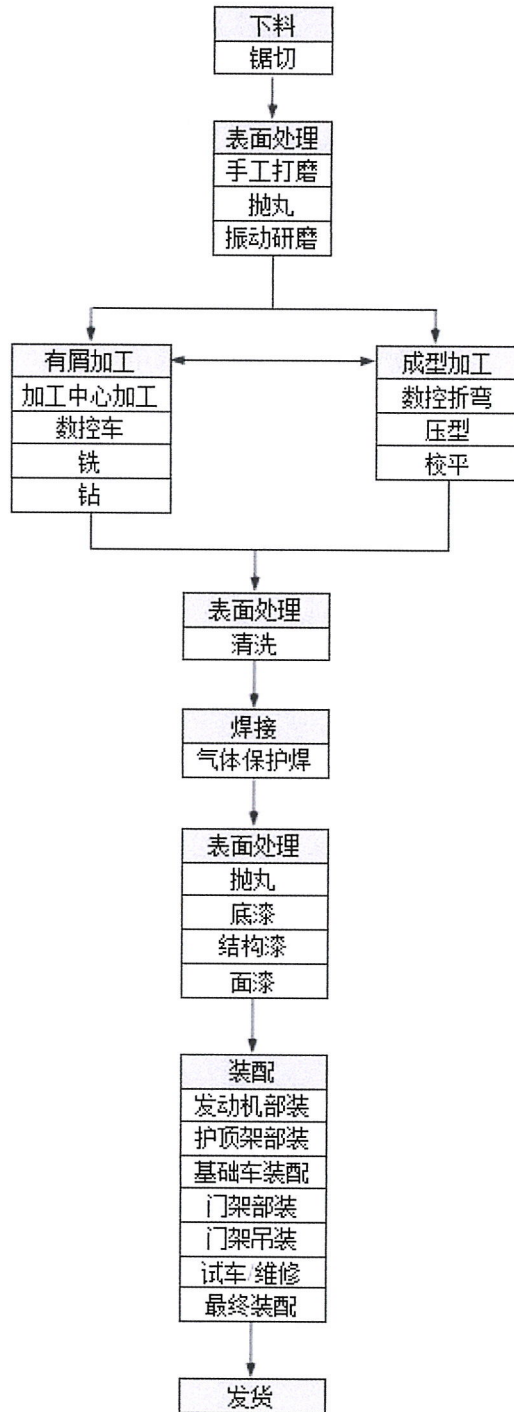 下料
锯切
表面处理
手工打磨
抛丸
振动研磨
有屑加工
加工中心加工
数控车
铣
钻
成型加工
数控折弯
压型
校平
表面处理
清洗
焊接
气体保护焊
表面处理
抛丸
底漆
结构漆
面漆
装配
发动机部装
护顶架部装
基础车装配
门架部装
门架吊装
试车/维修
最终装配
发货